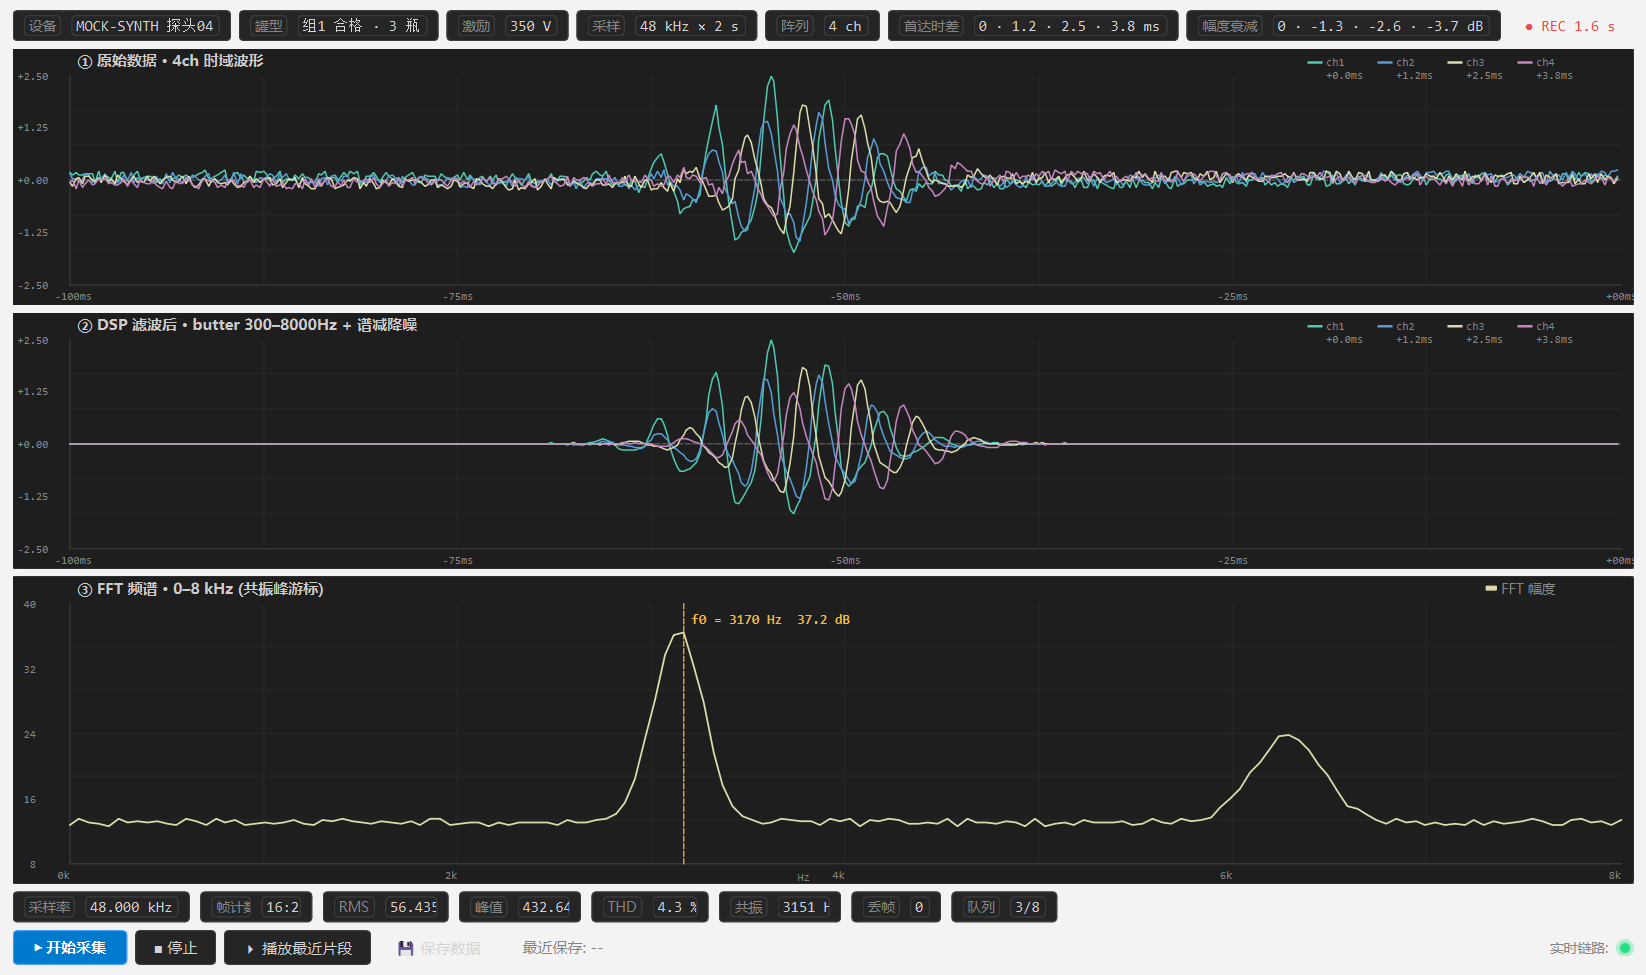 设备 MOCK-SYNTH 探头04 罐型 组1 合格 · 3 瓶 激励 350 V 采样 48 kHz × 2 s 阵列 4 ch 首达时差 0 · 1.2 · 2.5 · 3.8 ms 幅度衰减 0 · -1.3 · -2.6 · -3.7 dB ● REC 1.6 s
① 原始数据 • 4ch 时域波形
ch1 ch2 ch3 ch4
+0.0ms +1.2ms +2.5ms +3.8ms
+2.50
+1.25
+0.00
-1.25
-2.50
-100ms -75ms -50ms -25ms +00ms
② DSP 滤波后 • butter 300–8000Hz + 谱减降噪
ch1 ch2 ch3 ch4
+0.0ms +1.2ms +2.5ms +3.8ms
+2.50
+1.25
+0.00
-1.25
-2.50
-100ms -75ms -50ms -25ms +00ms
③ FFT 频谱 • 0–8 kHz (共振峰游标)
FFT 幅度
f0 = 3170 Hz 37.2 dB
40
32
24
16
8
0k 2k Hz 4k 6k 8k
采样率 48.000 kHz 帧计 16:2 RMS 56.435 峰值 432.64 THD 4.3 % 共振 3151 丢帧 0 队列 3/8
▶ 开始采集 ■ 停止 ▶ 播放最近片段 💾 保存数据 最近保存: -- 实时链路: